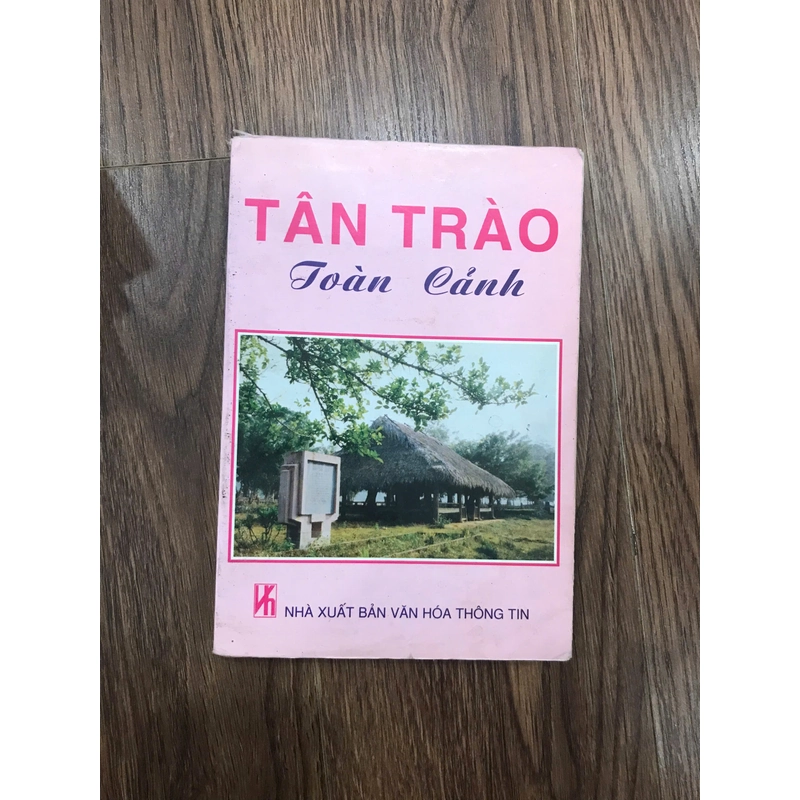 TÂN TRÀO
Toàn Cảnh
NHÀ XUẤT BẢN VĂN HÓA THÔNG TIN